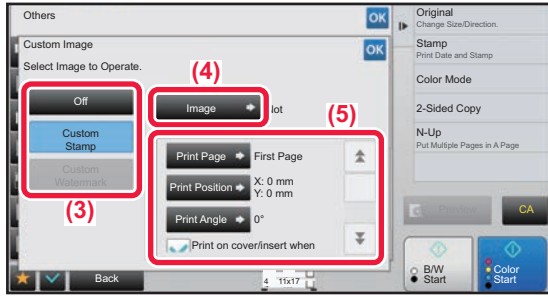 Others
OK
Custom Image
OK
Select Image to Operate.
(4)
Off
Image
lot
(5)
Custom
Stamp
Custom
Watermark
(3)
Print Page
First Page
Print Position
X: 0 mm
Y: 0 mm
Print Angle
0°
Print on cover/insert when
Back
4
11x17
Original
Change Size/Direction.
Stamp
Print Date and Stamp
Color Mode
2-Sided Copy
N-Up
Put Multiple Pages in A Page
Preview
CA
B/W
Start
Color
Start